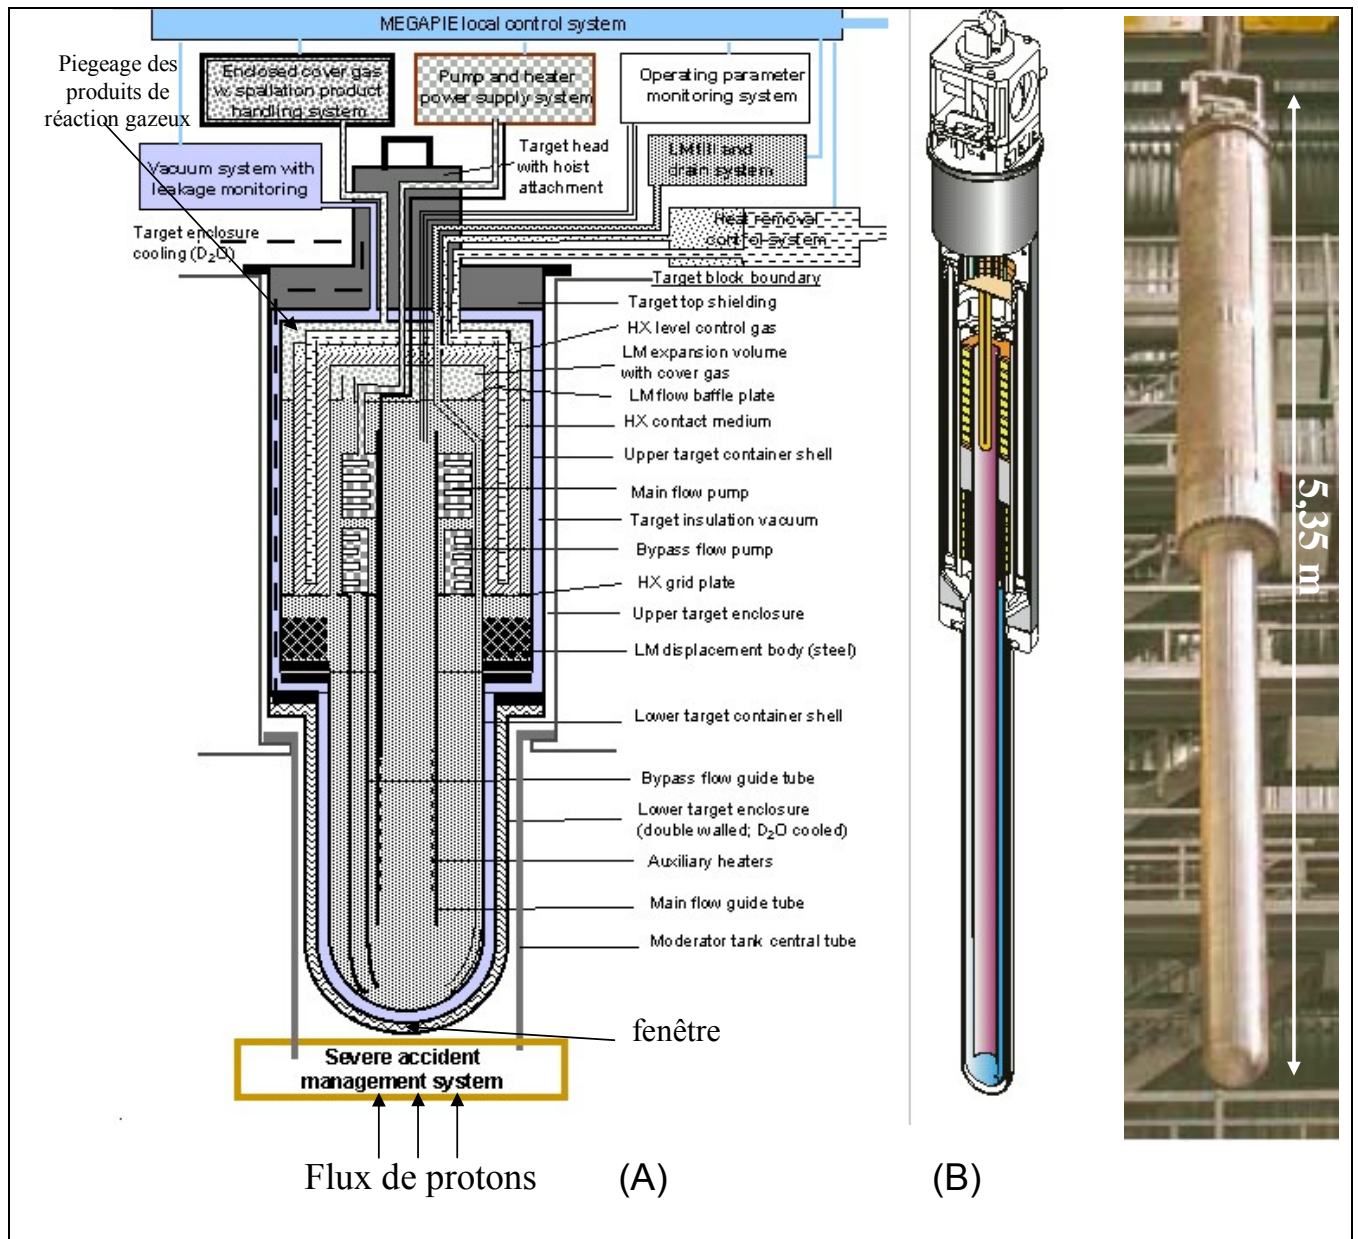 MEGAPIE local control system
Piegeage des
produits de
réaction gazeux
Enclosed cover gas
w. spallation product
handling system
Pump and heater
power supply system
Operating parameter
monitoring system
Vacuum system with
leakage monitoring
Target head
with hoist
attachment
LM fill and
drain system
Heat removal
control system
Target enclosure
cooling (D2O)
Target block boundary
Target top shielding
HX level control gas
LM expansion volume
with cover gas
LM flow baffle plate
HX contact medium
Upper target container shell
Main flow pump
Target insulation vacuum
Bypass flow pump
HX grid plate
Upper target enclosure
LM displacement body (steel)
Lower target container shell
Bypass flow guide tube
Lower target enclosure
(double walled; D2O cooled)
Auxiliary heaters
Main flow guide tube
Moderator tank central tube
fenêtre
Severe accident
management system
Flux de protons
(A)
(B)
5,35 m